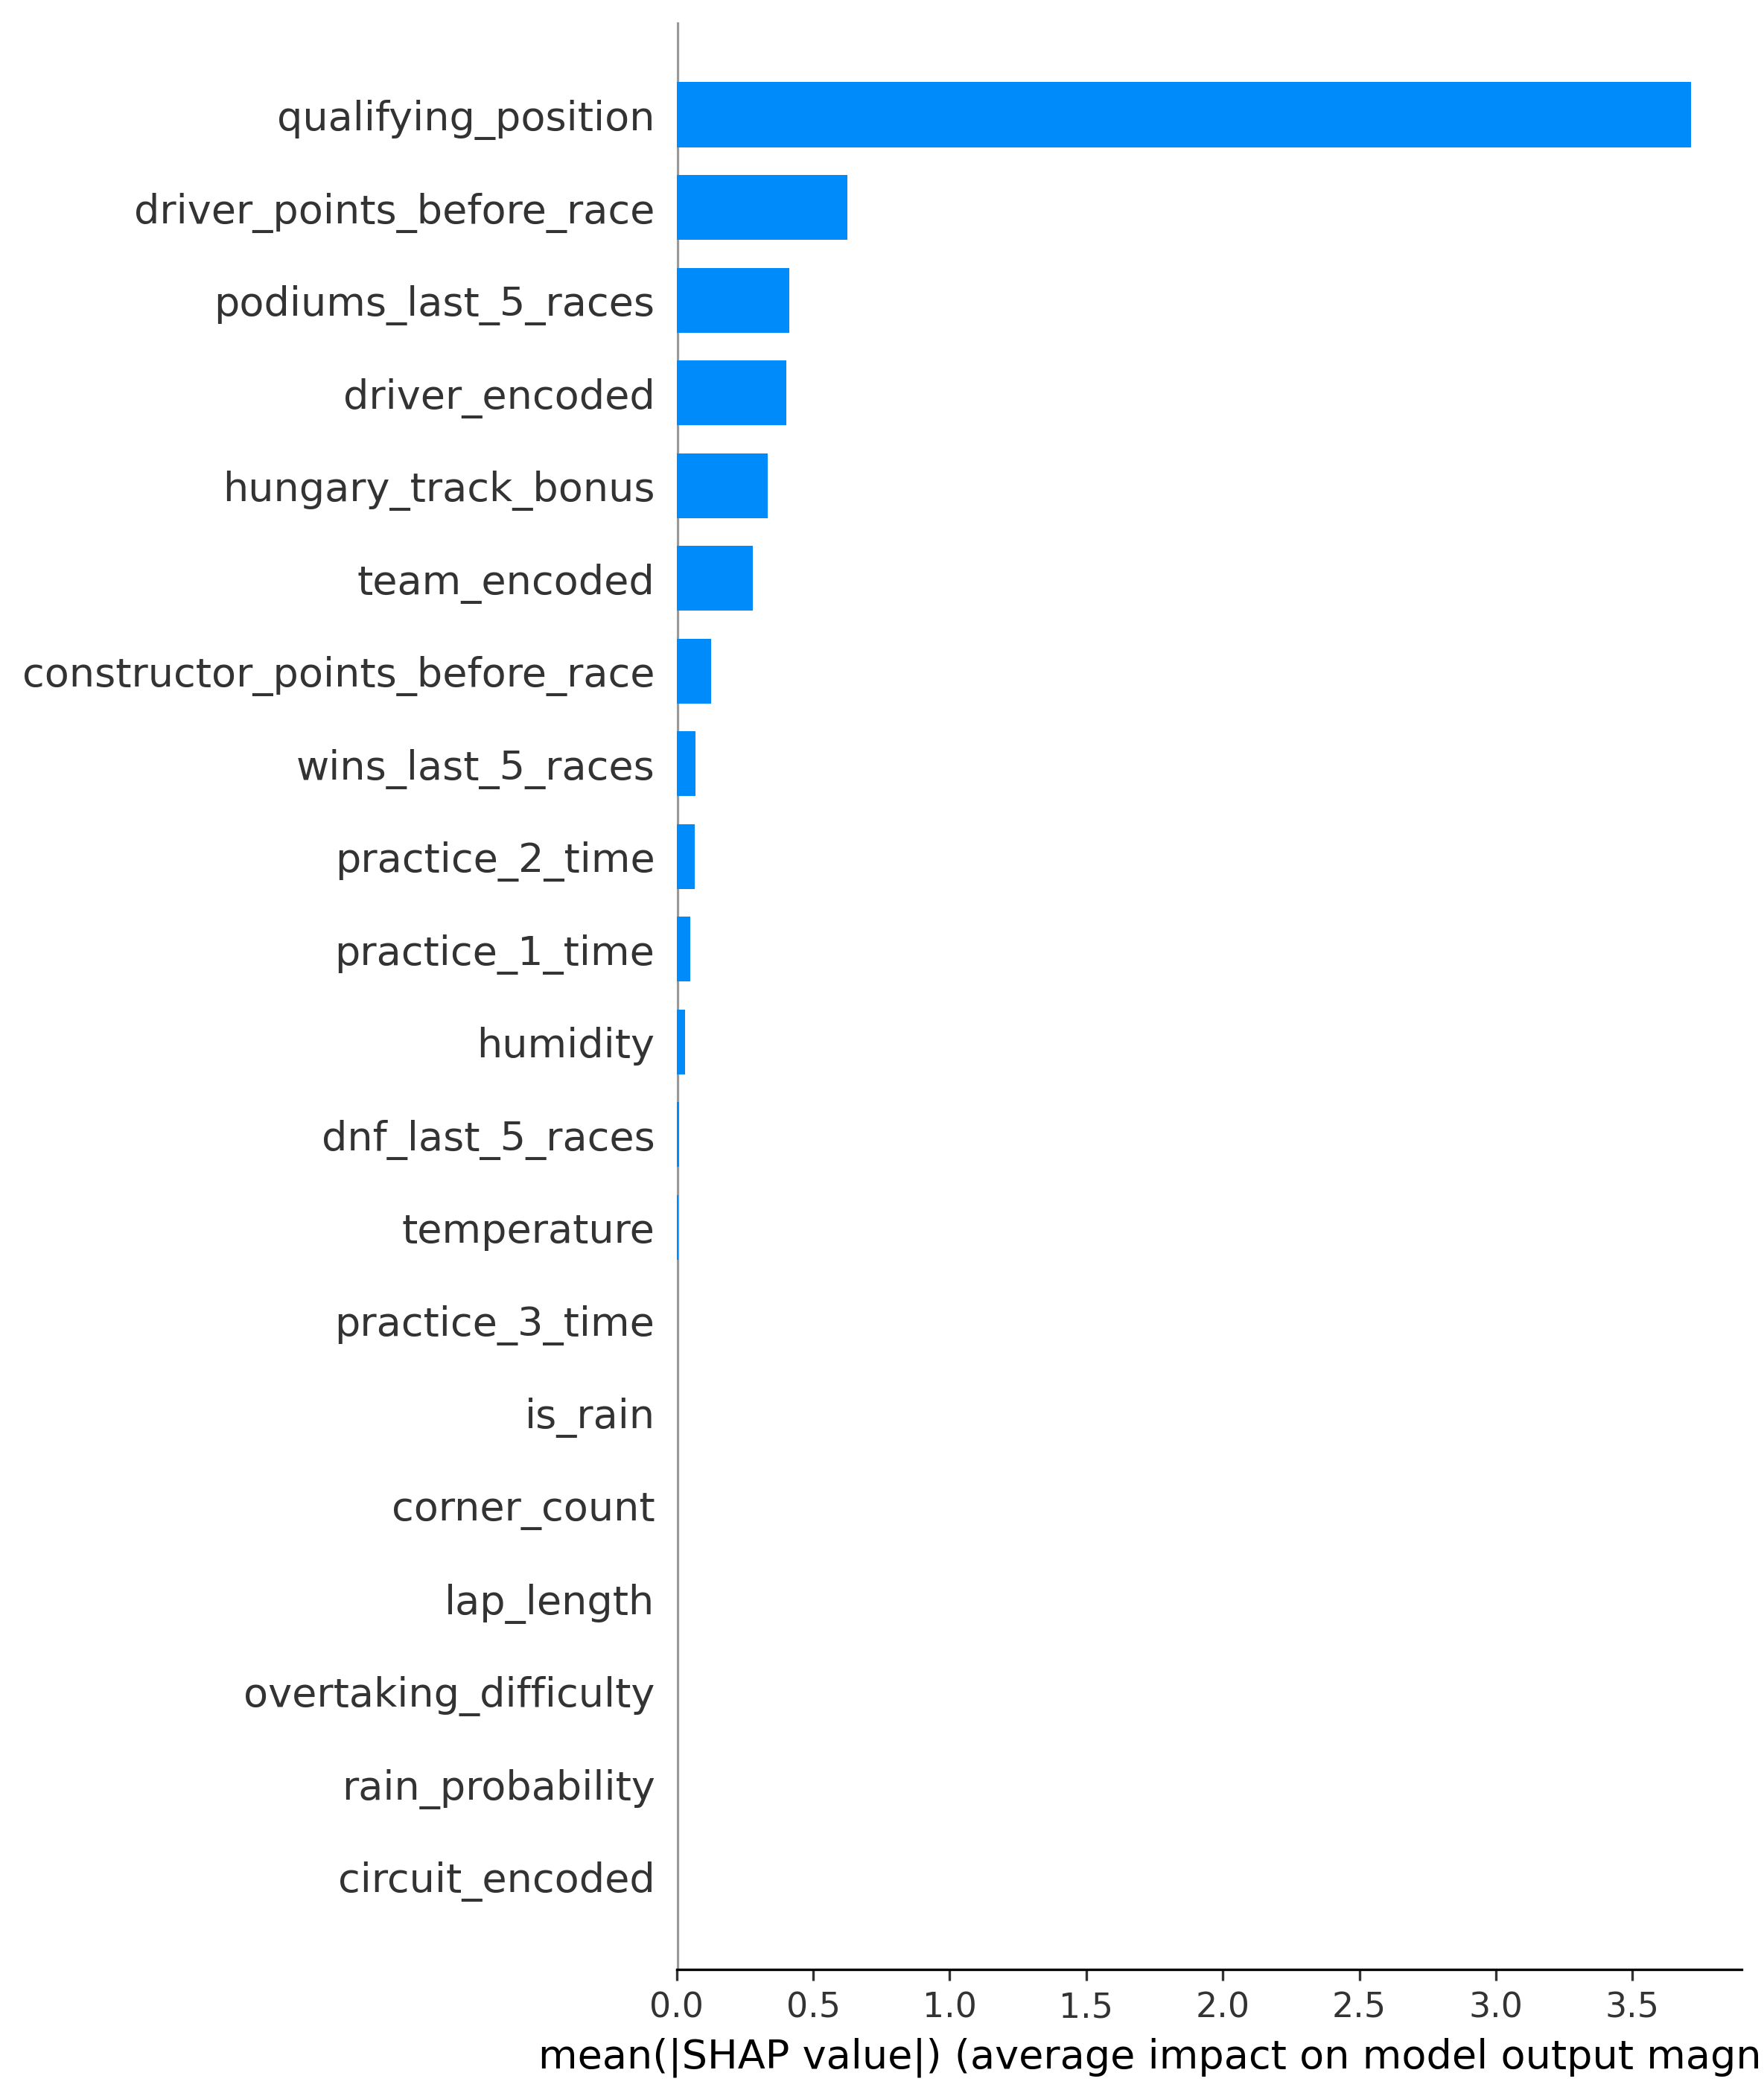 qualifying_position
driver_points_before_race
podiums_last_5_races
driver_encoded
hungary_track_bonus
team_encoded
constructor_points_before_race
wins_last_5_races
practice_2_time
practice_1_time
humidity
dnf_last_5_races
temperature
practice_3_time
is_rain
corner_count
lap_length
overtaking_difficulty
rain_probability
circuit_encoded
0.0 0.5 1.0 1.5 2.0 2.5 3.0 3.5
mean(|SHAP value|) (average impact on model output magn